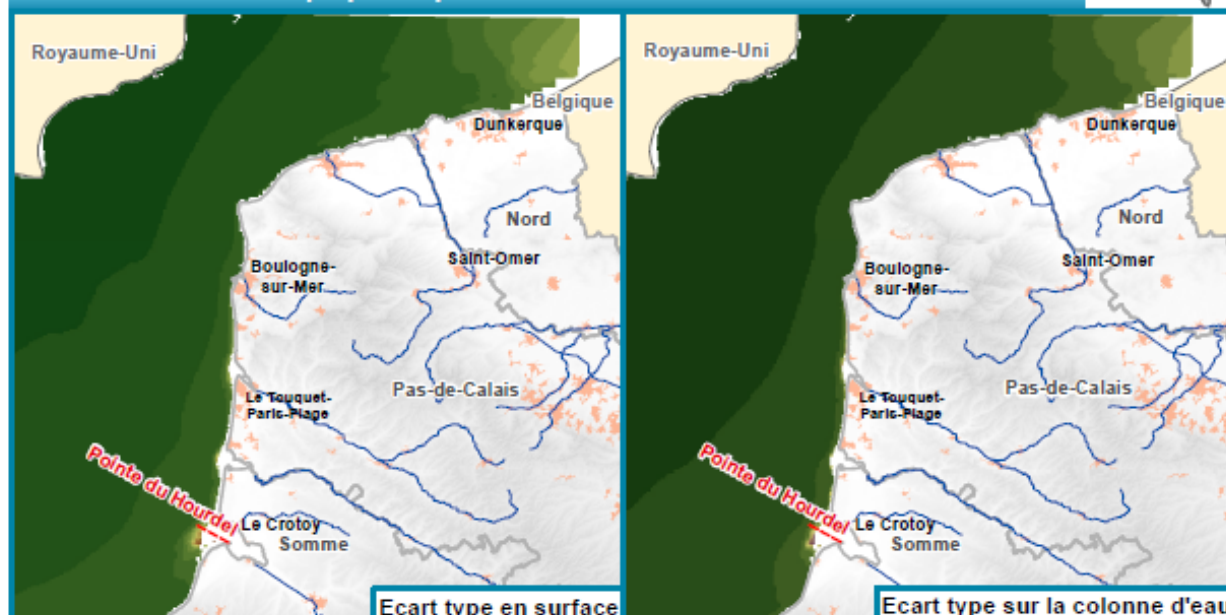 Royaume-Uni
Belgique
Dunkerque
Nord
Saint-Omer
Boulogne-
sur-Mer
Pas-de-Calais
Le Touquet-
Paris-Plage
Pointe du Hourdel
Le Crotoy
Somme
Ecart type en surface
Royaume-Uni
Belgique
Dunkerque
Nord
Saint-Omer
Boulogne-
sur-Mer
Pas-de-Calais
Le Touquet-
Paris-Plage
Pointe du Hourdel
Le Crotoy
Somme
Ecart type sur la colonne d'eau